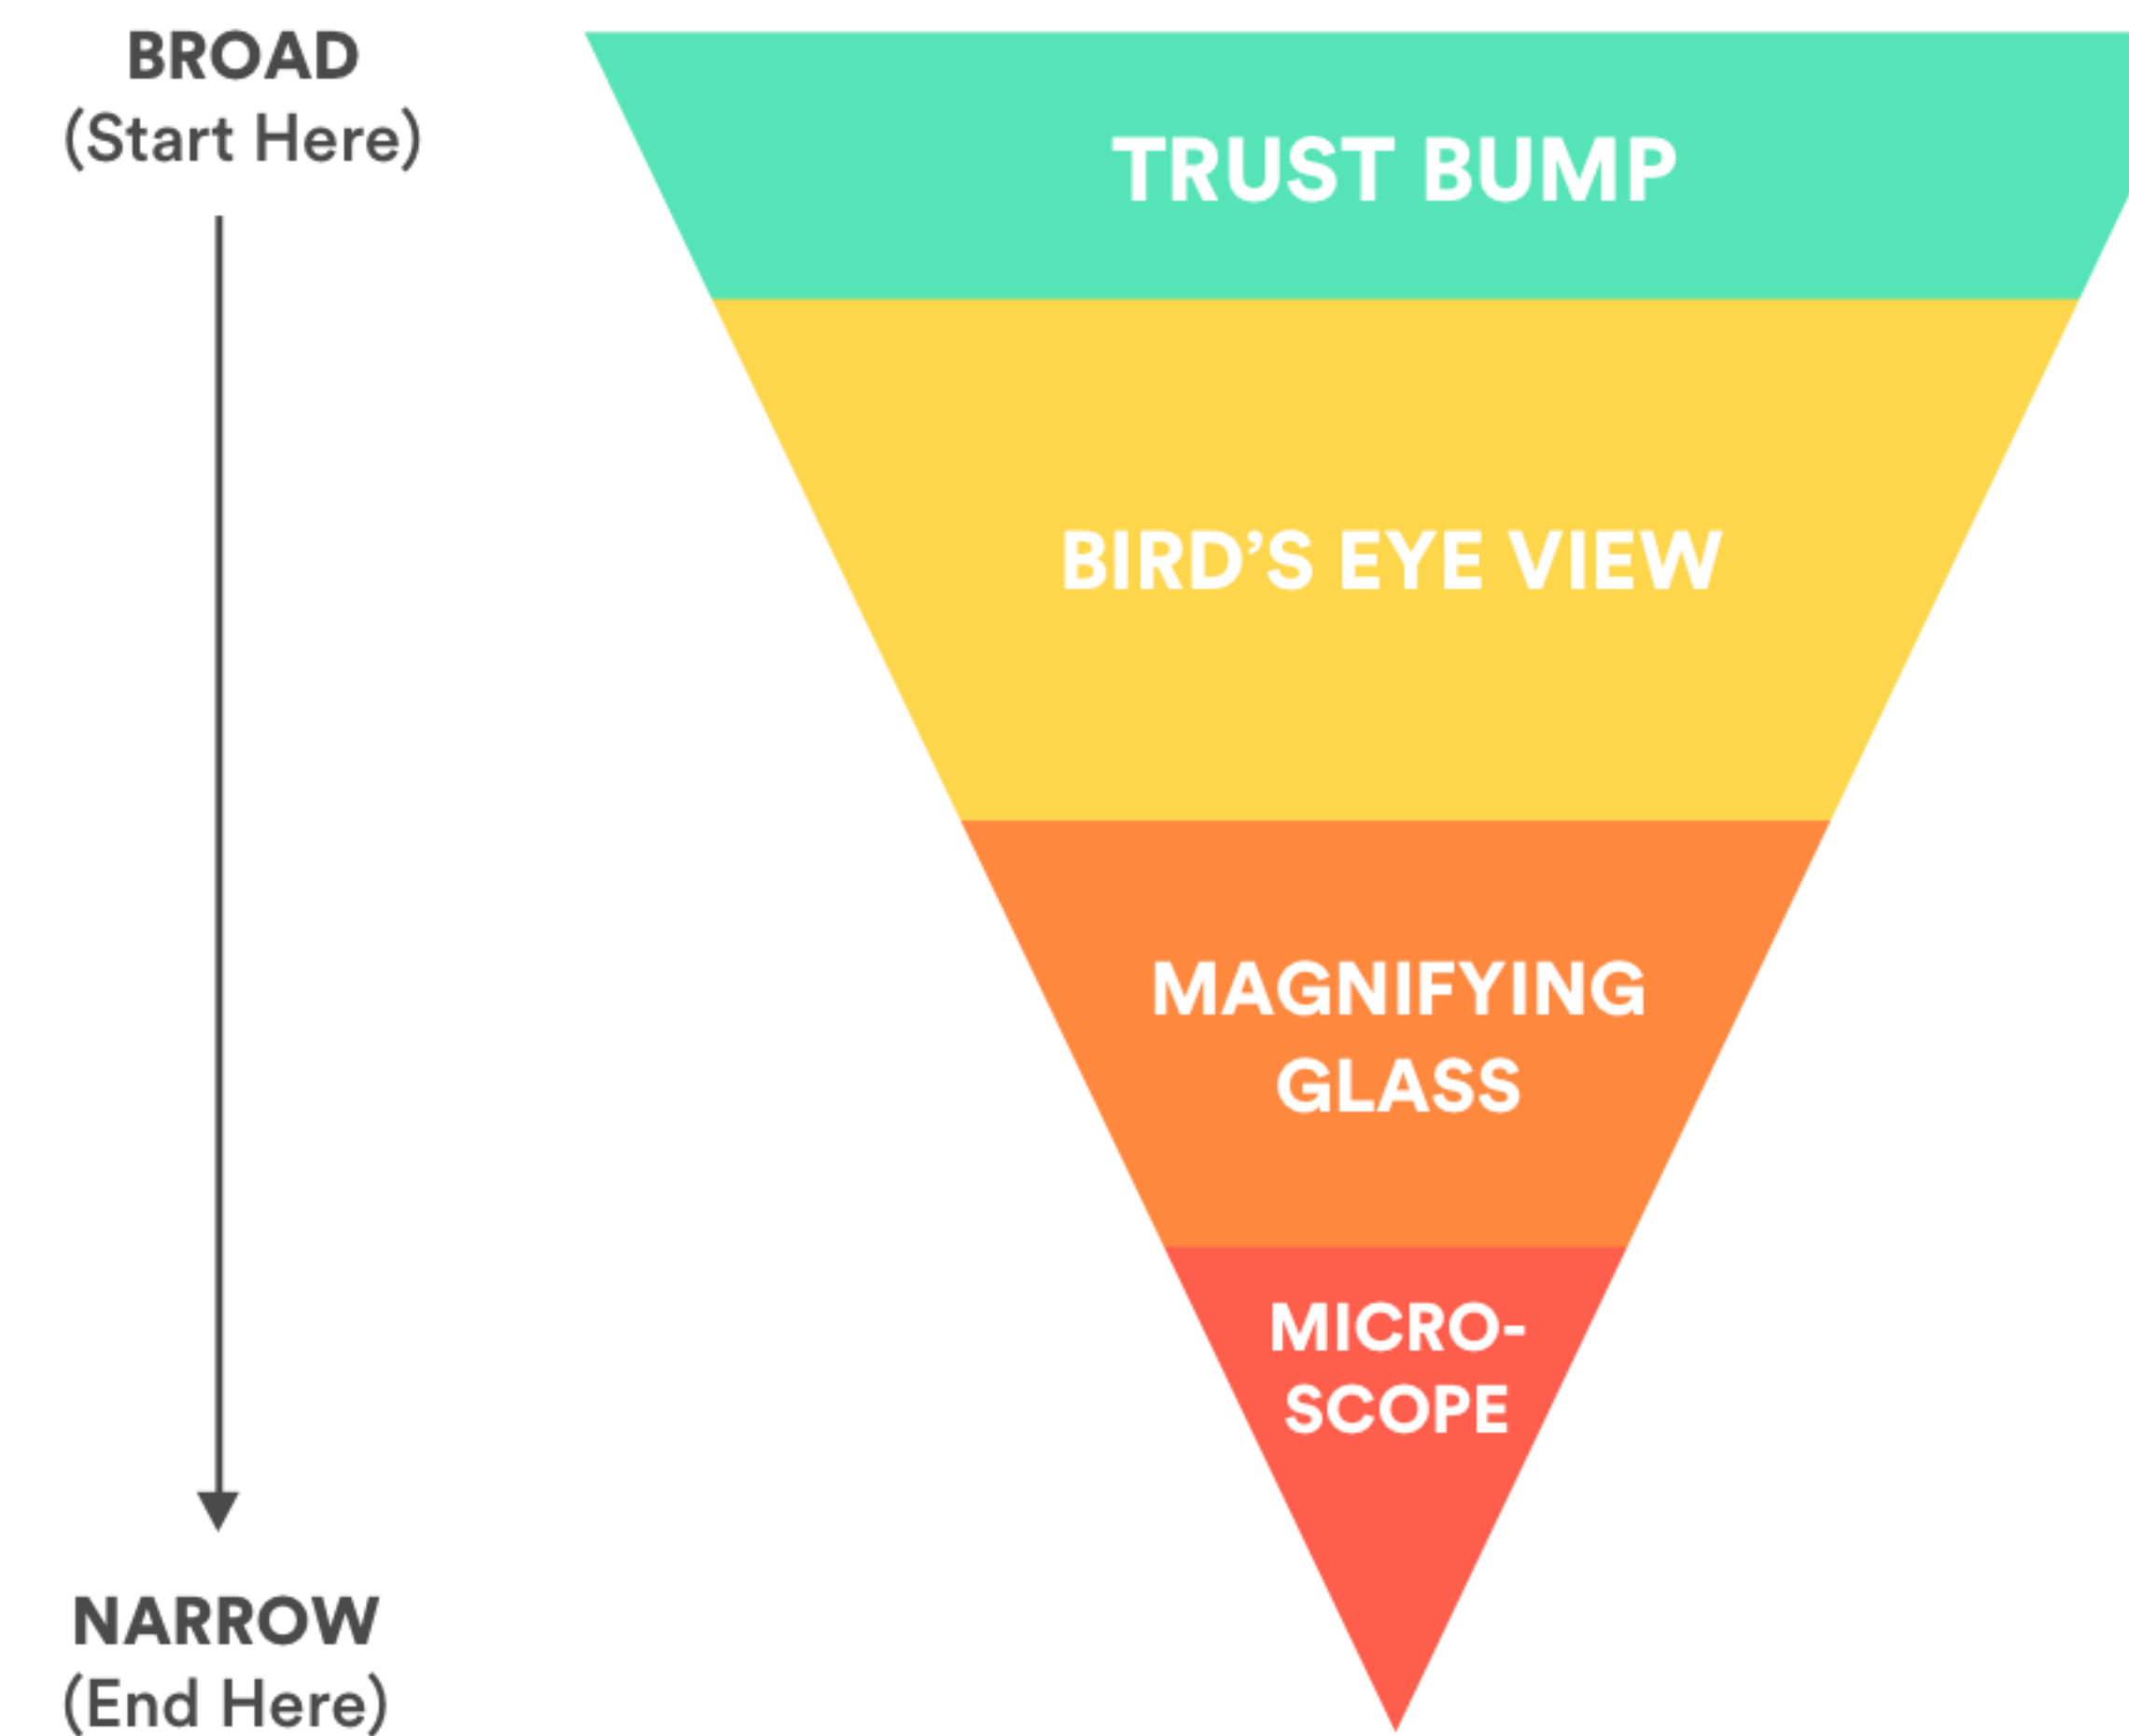 BROAD
(Start Here)
TRUST BUMP
BIRD’S EYE VIEW
MAGNIFYING
GLASS
MICRO-
SCOPE
NARROW
(End Here)